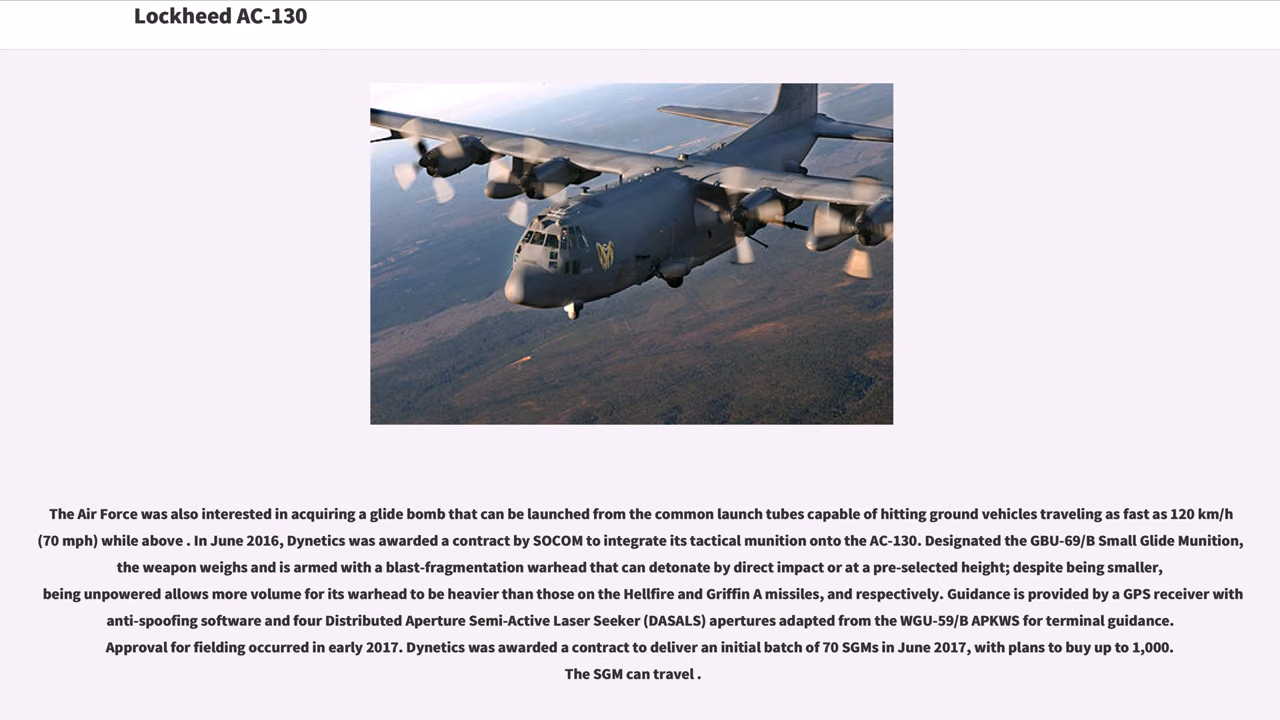 Lockheed AC-130
The Air Force was also interested in acquiring a glide bomb that can be launched from the common launch tubes capable of hitting ground vehicles traveling as fast as 120 km/h
(70 mph) while above . In June 2016, Dynetics was awarded a contract by SOCOM to integrate its tactical munition onto the AC-130. Designated the GBU-69/B Small Glide Munition,
the weapon weighs and is armed with a blast-fragmentation warhead that can detonate by direct impact or at a pre-selected height; despite being smaller,
being unpowered allows more volume for its warhead to be heavier than those on the Hellfire and Griffin A missiles, and respectively. Guidance is provided by a GPS receiver with
anti-spoofing software and four Distributed Aperture Semi-Active Laser Seeker (DASALS) apertures adapted from the WGU-59/B APKWS for terminal guidance.
Approval for fielding occurred in early 2017. Dynetics was awarded a contract to deliver an initial batch of 70 SGMs in June 2017, with plans to buy up to 1,000.
The SGM can travel .